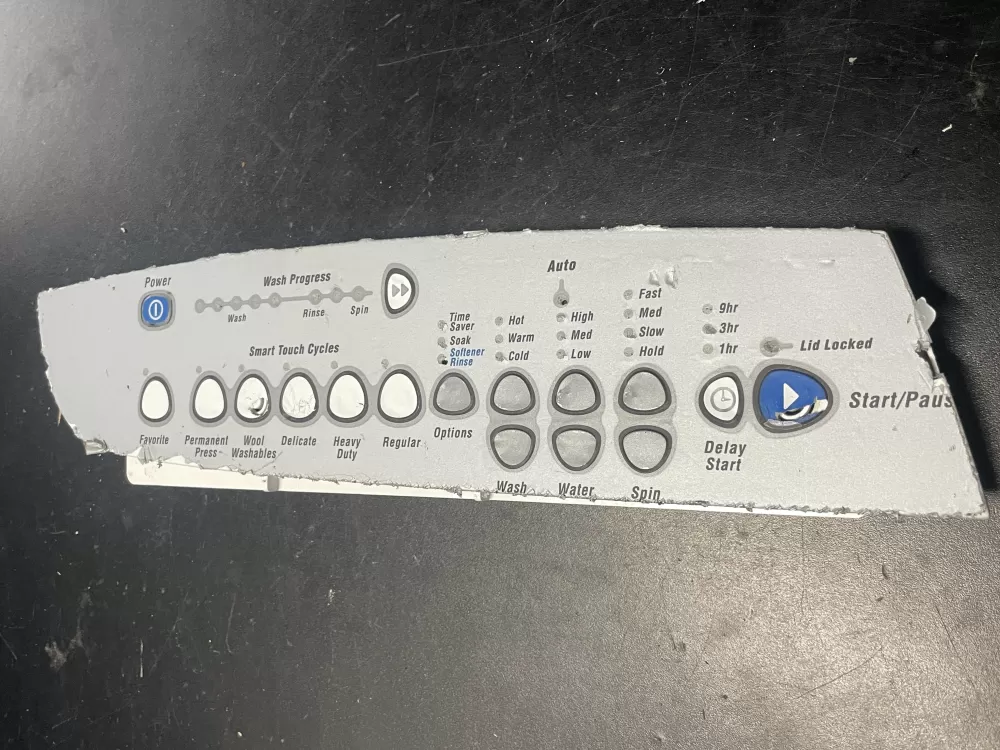 Power
Wash Progress
Wash
Rinse
Spin
Smart Touch Cycles
Favorite
Permanent
Press
Wool
Washables
Delicate
Heavy
Duty
Regular
Time
Saver
Soak
Softener
Rinse
Options
Hot
Warm
Cold
Wash
Auto
High
Med
Low
Water
Fast
Med
Slow
Hold
Spin
9hr
3hr
1hr
Delay
Start
Lid Locked
Start/Paus